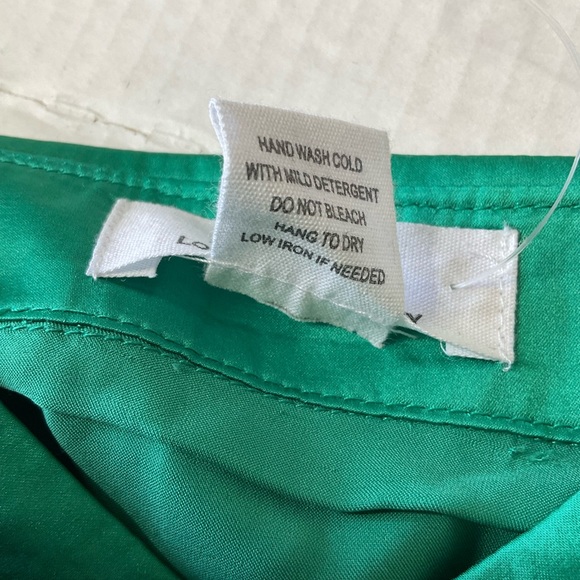 HAND WASH COLD
WITH MILD DETERGENT
DO NOT BLEACH
HANG TO DRY
LOW IRON IF NEEDED